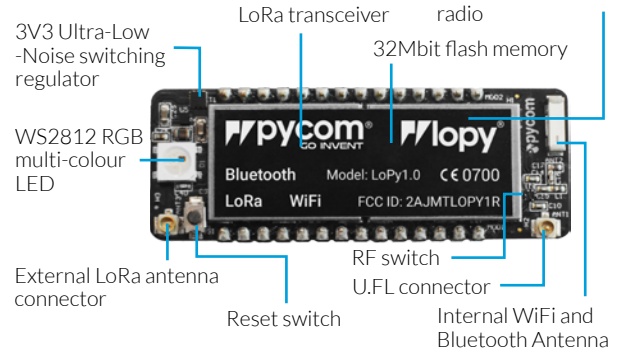 LoRa transceiver
radio
3V3 Ultra-Low
-Noise switching
regulator
32Mbit flash memory
WS2812 RGB
multi-colour
LED
pycom®
GO INVENT
lopy®
Bluetooth
Model: LoPy1.0
CE 0700
LoRa
WiFi
FCC ID: 2AJMTLOPY1R
pycom
External LoRa antenna
connector
Reset switch
RF switch
U.FL connector
Internal WiFi and
Bluetooth Antenna